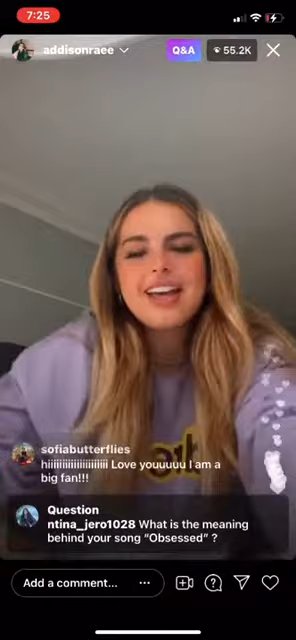 7:25
addisonraee
Q&A
55.2K
sofiabutterflies
hiiiiiiiiiiiiiiiiiiiii Love youuuuu I am a
big fan!!!
Question
ntina_jero1028 What is the meaning
behind your song “Obsessed” ?
Add a comment...